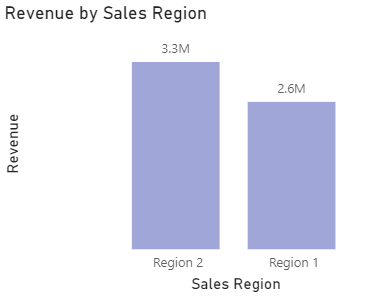 Revenue by Sales Region
3.3M
2.6M
Revenue
Region 2
Region 1
Sales Region